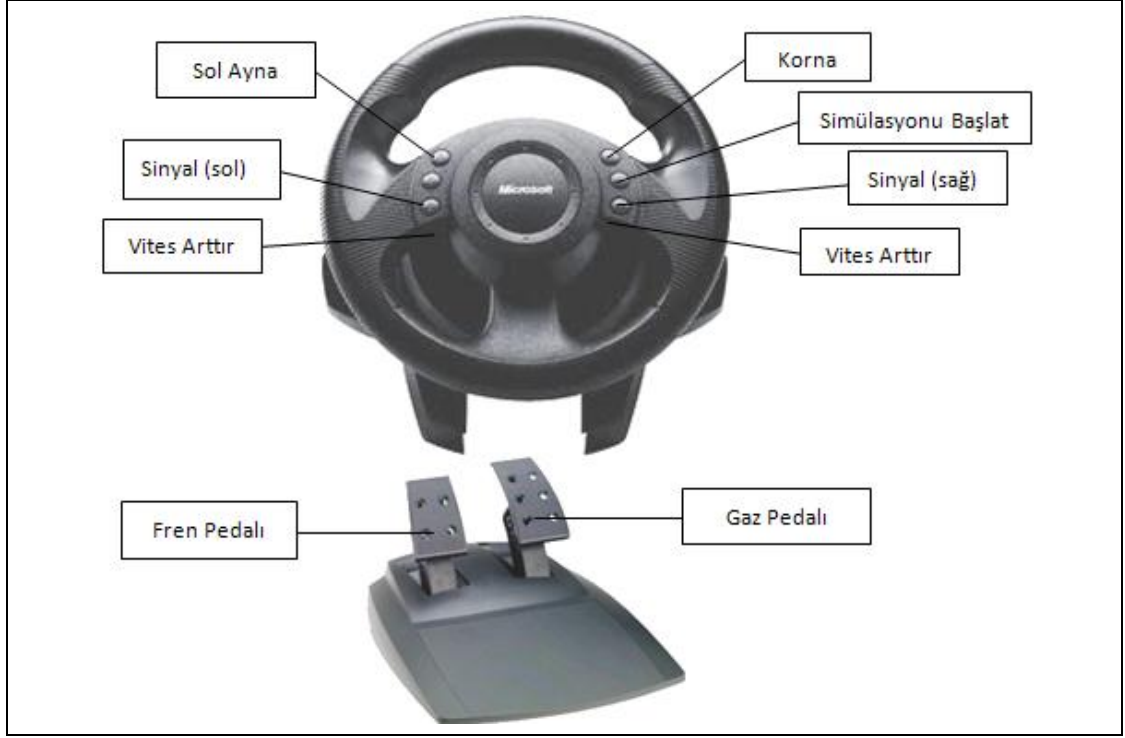 Sol Ayna
Korna
Simülasyonu Başlat
Sinyal (sol)
Sinyal (sağ)
Microsoft
Vites Arttır
Vites Arttır
Fren Pedalı
Gaz Pedalı